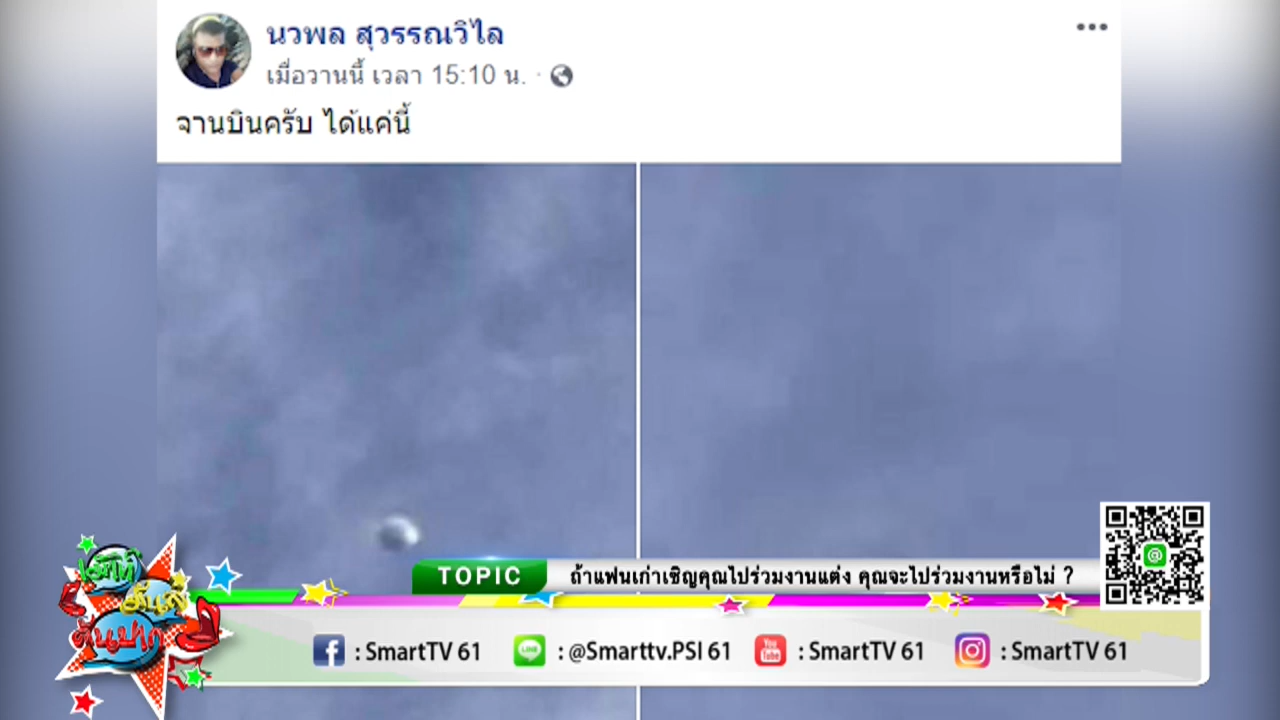 นวพล สุวรรณวิไล
เมื่อวานนี้ เวลา 15:10 น. ·
จานบินครับ ได้แค่นี้
TOPIC
ถ้าแฟนเก่าเชิญคุณไปร่วมงานแต่ง คุณจะไปร่วมงานหรือไม่ ?
: SmartTV 61
LINE
: @Smarttv.PSI 61
You Tube
: SmartTV 61
: SmartTV 61